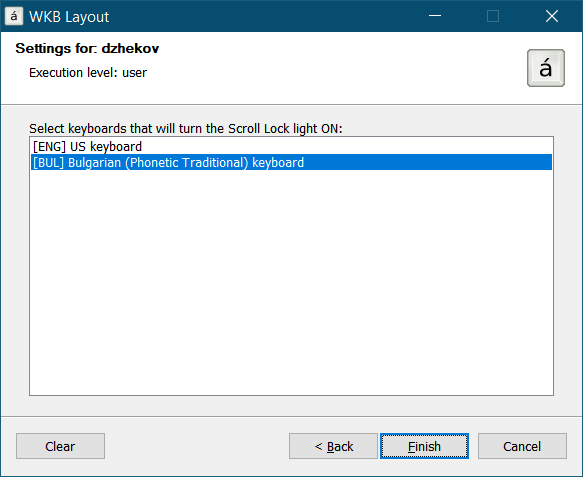 á WKB Layout
Settings for: dzhekov
Execution level: user
á
Select keyboards that will turn the Scroll Lock light ON:
[ENG] US keyboard
[BUL] Bulgarian (Phonetic Traditional) keyboard
Clear
< Back
Finish
Cancel